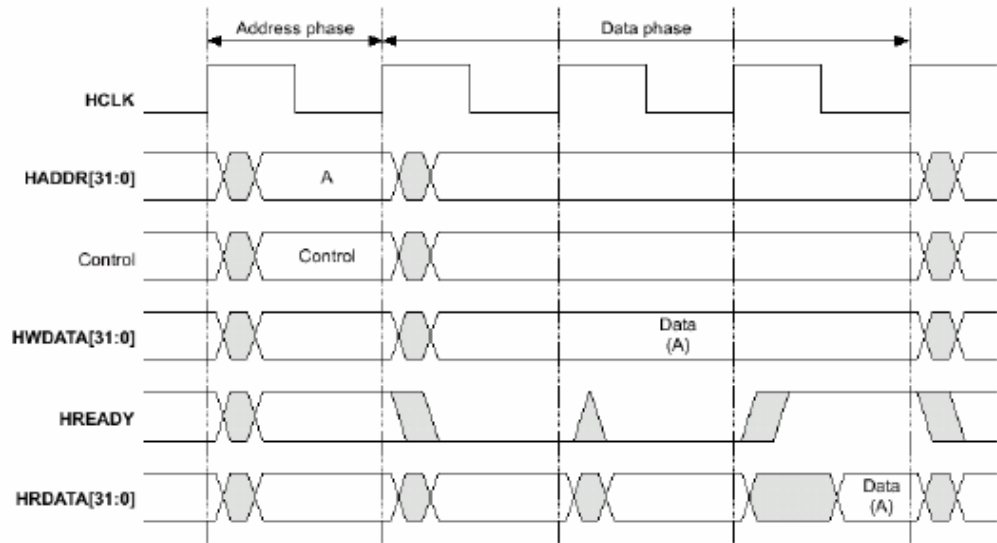 Address phase
Data phase
HCLK
HADDR[31:0]
A
Control
Control
HWDATA[31:0]
Data
(A)
HREADY
HRDATA[31:0]
Data
(A)